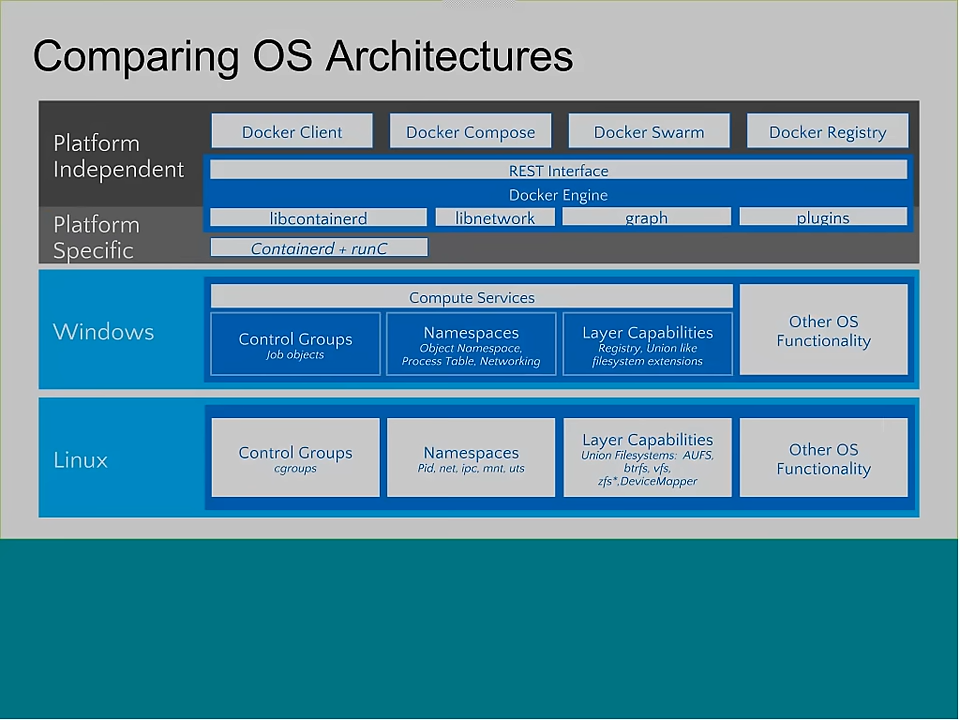 Comparing OS Architectures
Platform
Independent
Docker Client
Docker Compose
Docker Swarm
Docker Registry
REST Interface
Docker Engine
Platform
Specific
libcontainerd
libnetwork
graph
plugins
Containerd + runC
Windows
Compute Services
Control Groups
Job objects
Namespaces
Object Namespace,
Process Table, Networking
Layer Capabilities
Registry, Union like
filesystem extensions
Other OS
Functionality
Linux
Control Groups
cgroups
Namespaces
Pid, net, ipc, mnt, uts
Layer Capabilities
Union Filesystems: AUFS,
btrfs, vfs,
zfs*,DeviceMapper
Other OS
Functionality